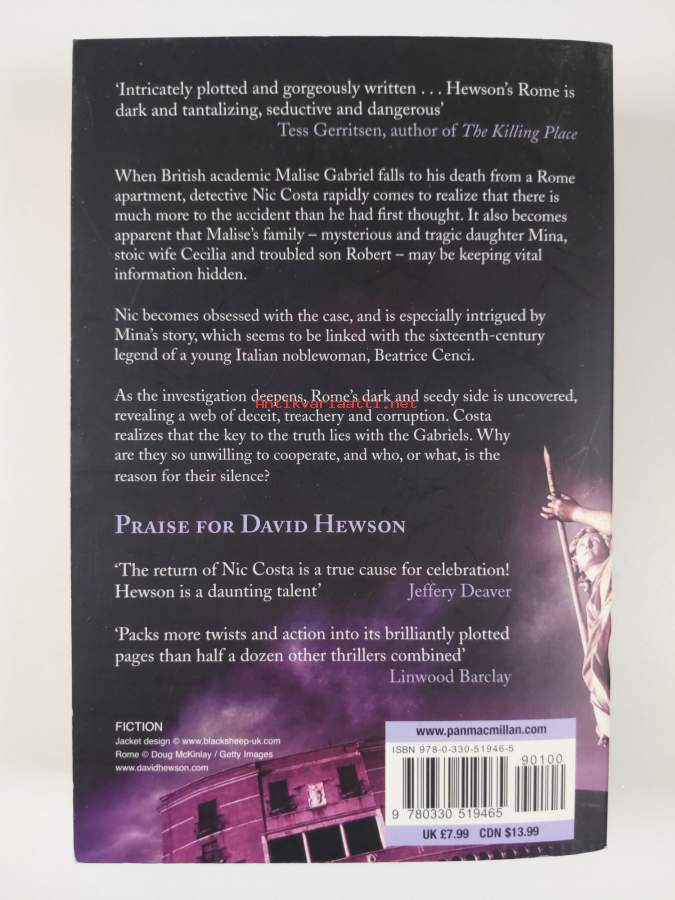 ‘Intricately plotted and gorgeously written . . . Hewson’s Rome is
dark and tantalizing, seductive and dangerous’
Tess Gerritsen, author of The Killing Place
When British academic Malise Gabriel falls to his death from a Rome
apartment, detective Nic Costa rapidly comes to realize that there is
much more to the accident than he had first thought. It also becomes
apparent that Malise’s family – mysterious and tragic daughter Mina,
stoic wife Cecilia and troubled son Robert – may be keeping vital
information hidden.
Nic becomes obsessed with the case, and is especially intrigued by
Mina’s story, which seems to be linked with the sixteenth-century
legend of a young Italian noblewoman, Beatrice Cenci.
As the investigation deepens, Rome’s dark and seedy side is uncovered,
Antikvariaatti.net
revealing a web of deceit, treachery and corruption. Costa
realizes that the key to the truth lies with the Gabriels. Why
are they so unwilling to cooperate, and who, or what, is the
reason for their silence?
PRAISE FOR DAVID HEWSON
‘The return of Nic Costa is a true cause for celebration!
Hewson is a daunting talent’ Jeffery Deaver
‘Packs more twists and action into its brilliantly plotted
pages than half a dozen other thrillers combined’
Linwood Barclay
FICTION
Jacket design © www.blacksheep-uk.com
Rome © Doug McKinlay / Getty Images
www.davidhewson.com
www.panmacmillan.com
ISBN 978-0-330-51946-5
90100
9 780330 519465
UK £7.99 CDN $13.99